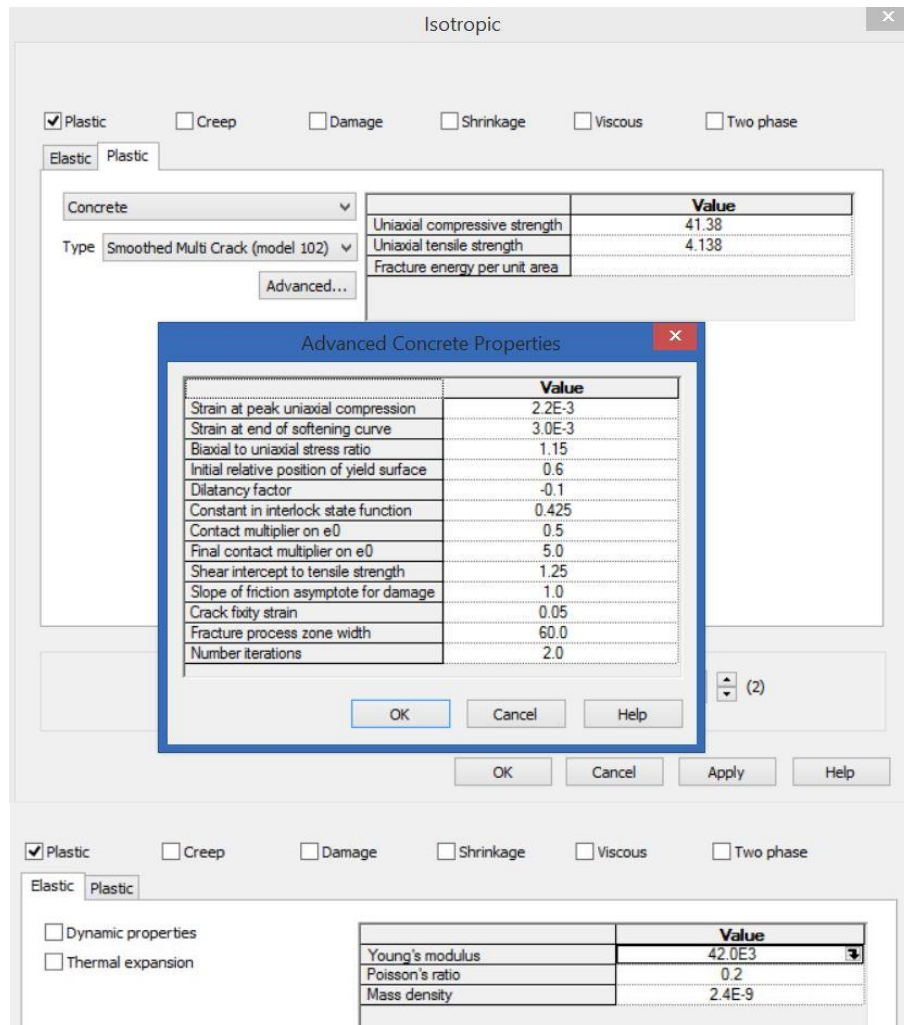 Isotropic
Plastic Creep Damage Shrinkage Viscous Two phase
Elastic Plastic
Concrete
Value
Uniaxial compressive strength 41.38
Type Smoothed Multi Crack (model 102)
Uniaxial tensile strength 4.138
Fracture energy per unit area
Advanced...
Advanced Concrete Properties
Value
Strain at peak uniaxial compression 2.2E-3
Strain at end of softening curve 3.0E-3
Biaxial to uniaxial stress ratio 1.15
Initial relative position of yield surface 0.6
Dilatancy factor -0.1
Constant in interlock state function 0.425
Contact multiplier on e0 0.5
Final contact multiplier on e0 5.0
Shear intercept to tensile strength 1.25
Slope of friction asymptote for damage 1.0
Crack fixity strain 0.05
Fracture process zone width 60.0
Number iterations 2.0
(2)
OK Cancel Help
OK Cancel Apply Help
Plastic Creep Damage Shrinkage Viscous Two phase
Elastic Plastic
Dynamic properties
Thermal expansion
Value
Young's modulus 42.0E3
Poisson's ratio 0.2
Mass density 2.4E-9